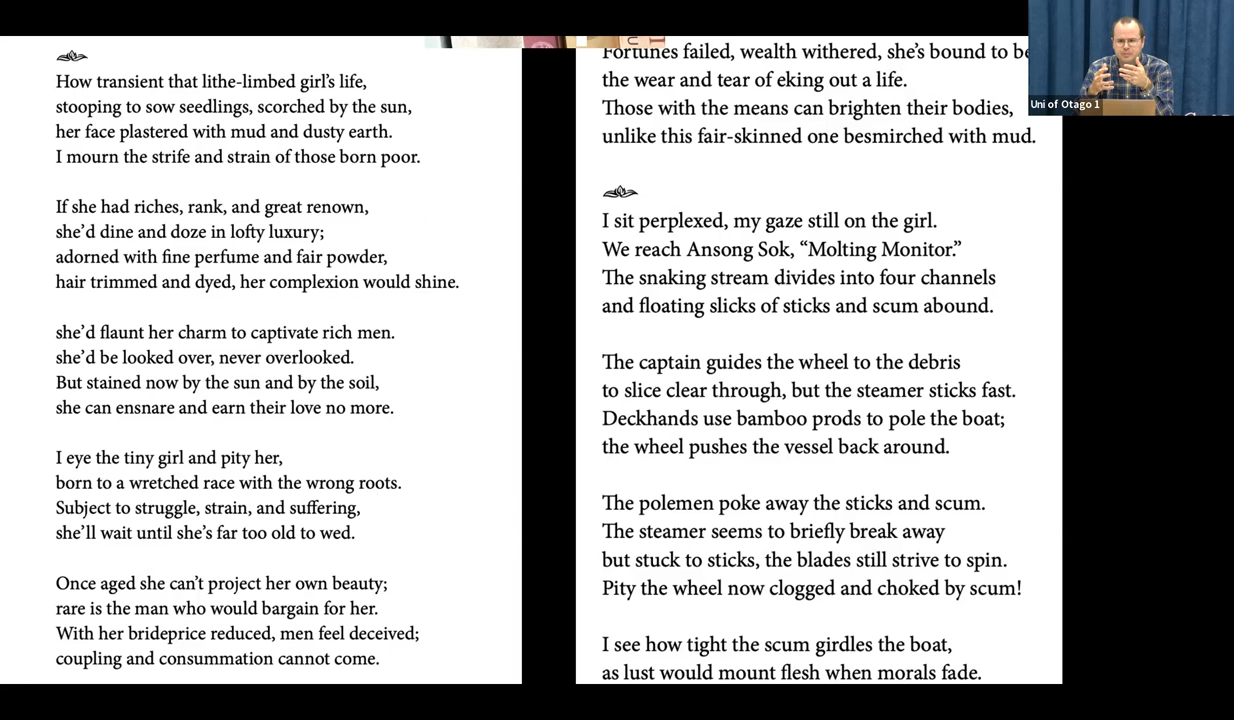 How transient that lithe-limbed girl's life,
stooping to sow seedlings, scorched by the sun,
her face plastered with mud and dusty earth.
I mourn the strife and strain of those born poor.
If she had riches, rank, and great renown,
she'd dine and doze in lofty luxury;
adorned with fine perfume and fair powder,
hair trimmed and dyed, her complexion would shine.
she'd flaunt her charm to captivate rich men.
she'd be looked over, never overlooked.
But stained now by the sun and by the soil,
she can ensnare and earn their love no more.
I eye the tiny girl and pity her,
born to a wretched race with the wrong roots.
Subject to struggle, strain, and suffering,
she'll wait until she's far too old to wed.
Once aged she can't project her own beauty;
rare is the man who would bargain for her.
With her brideprice reduced, men feel deceived;
coupling and consummation cannot come.
Fortunes failed, wealth withered, she's bound to be
the wear and tear of eking out a life.
Those with the means can brighten their bodies,
unlike this fair-skinned one besmirched with mud.
I sit perplexed, my gaze still on the girl.
We reach Ansong Sok, “Molting Monitor.”
The snaking stream divides into four channels
and floating slicks of sticks and scum abound.
The captain guides the wheel to the debris
to slice clear through, but the steamer sticks fast.
Deckhands use bamboo prods to pole the boat;
the wheel pushes the vessel back around.
The polemen poke away the sticks and scum.
The steamer seems to briefly break away
but stuck to sticks, the blades still strive to spin.
Pity the wheel now clogged and choked by scum!
I see how tight the scum girdles the boat,
as lust would mount flesh when morals fade.
Uni of Otago 1